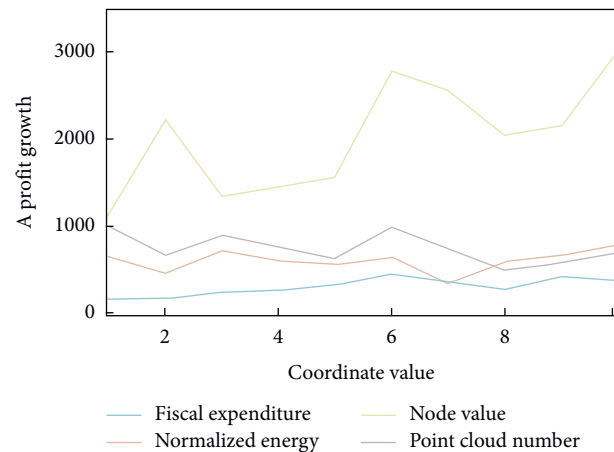 3000
2000
1000
0
A profit growth
2 4 6 8
Coordinate value
Fiscal expenditure Node value
Normalized energy Point cloud number